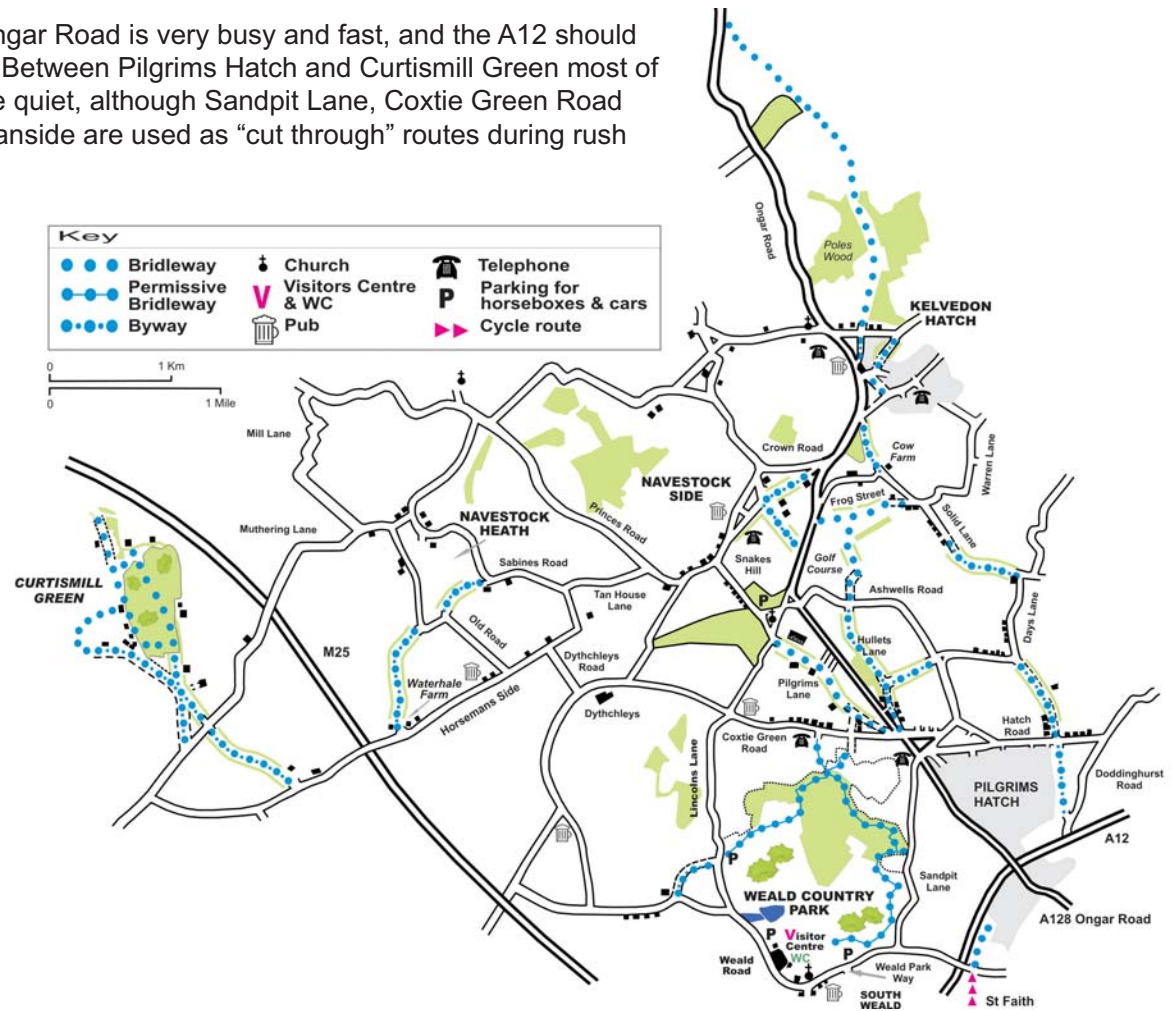 ngar Road is very busy and fast, and the A12 should
Between Pilgrims Hatch and Curtismill Green most of
e quiet, although Sandpit Lane, Coxtie Green Road
anside are used as “cut through” routes during rush
Key
Bridleway
Permissive
Bridleway
Byway
Church
Visitors Centre
& WC
Pub
Telephone
P
Parking for
horseboxes & cars
Cycle route
V
0
1 Km
0
1 Mile
Ongar Road
Poles
Wood
KELVEDON
HATCH
Mill Lane
Crown Road
Cow
Farm
Warren Lane
NAVESTOCK
SIDE
Frog Street
Solid Lane
Princes Road
Muthering Lane
NAVESTOCK
HEATH
Sabines Road
Snakes
Hill
Golf
Course
Ashwells Road
CURTISMILL
GREEN
Tan House
Lane
P
Days Lane
Old Road
Hullets
Lane
M25
Dythchleys
Road
Waterhale
Farm
Pilgrims
Lane
Horsemans Side
Dythchleys
Coxtie Green
Road
Hatch
Road
Lincolns Lane
PILGRIMS
HATCH
Doddinghurst
Road
A12
P
Sandpit
Lane
WEALD COUNTRY
PARK
A128 Ongar Road
P
Visitor
Centre
WC
P
Weald
Road
Weald Park
Way
SOUTH
WEALD
St Faith